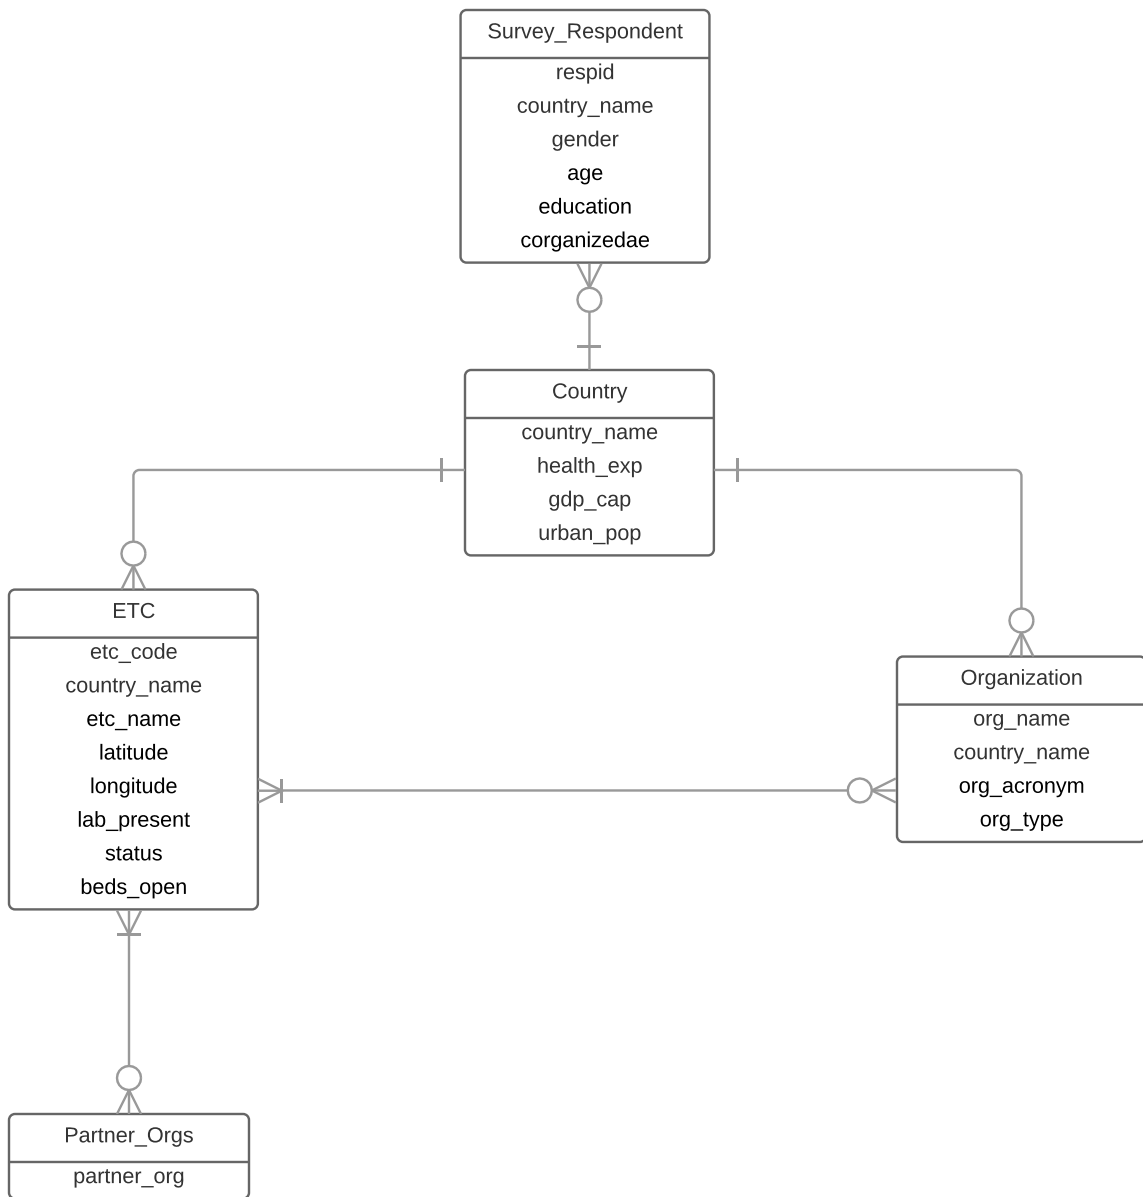 Survey_Respondent
respid
country_name
gender
age
education
corganizedae
Country
country_name
health_exp
gdp_cap
urban_pop
ETC
etc_code
country_name
etc_name
latitude
longitude
lab_present
status
beds_open
Organization
org_name
country_name
org_acronym
org_type
Partner_Orgs
partner_org